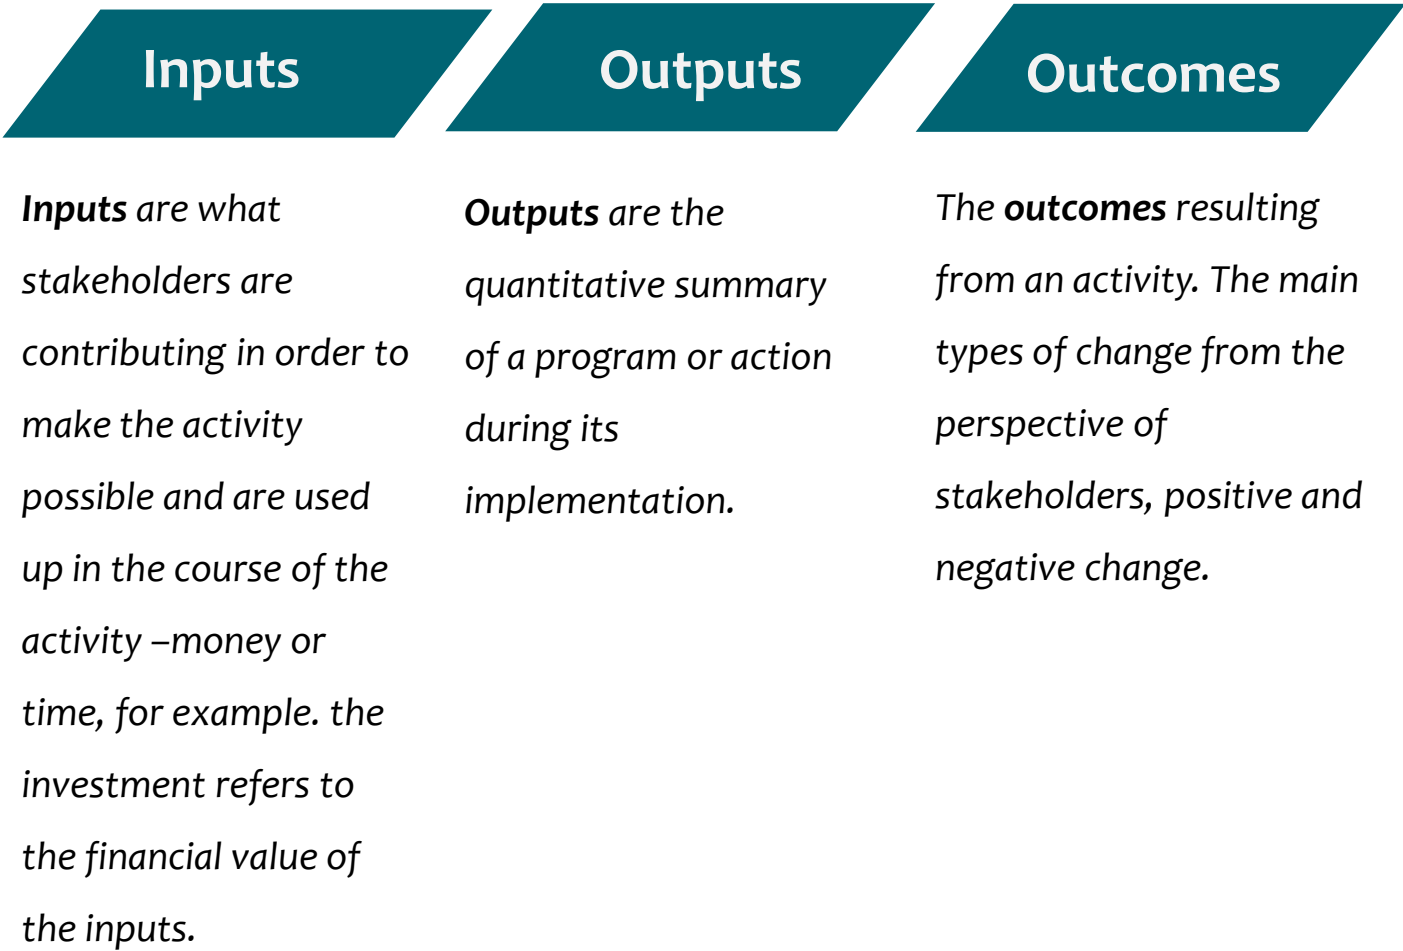 Inputs
Outputs
Outcomes
Inputs are what
stakeholders are
contributing in order to
make the activity
possible and are used
up in the course of the
activity –money or
time, for example. the
investment refers to
the financial value of
the inputs.
Outputs are the
quantitative summary
of a program or action
during its
implementation.
The outcomes resulting
from an activity. The main
types of change from the
perspective of
stakeholders, positive and
negative change.